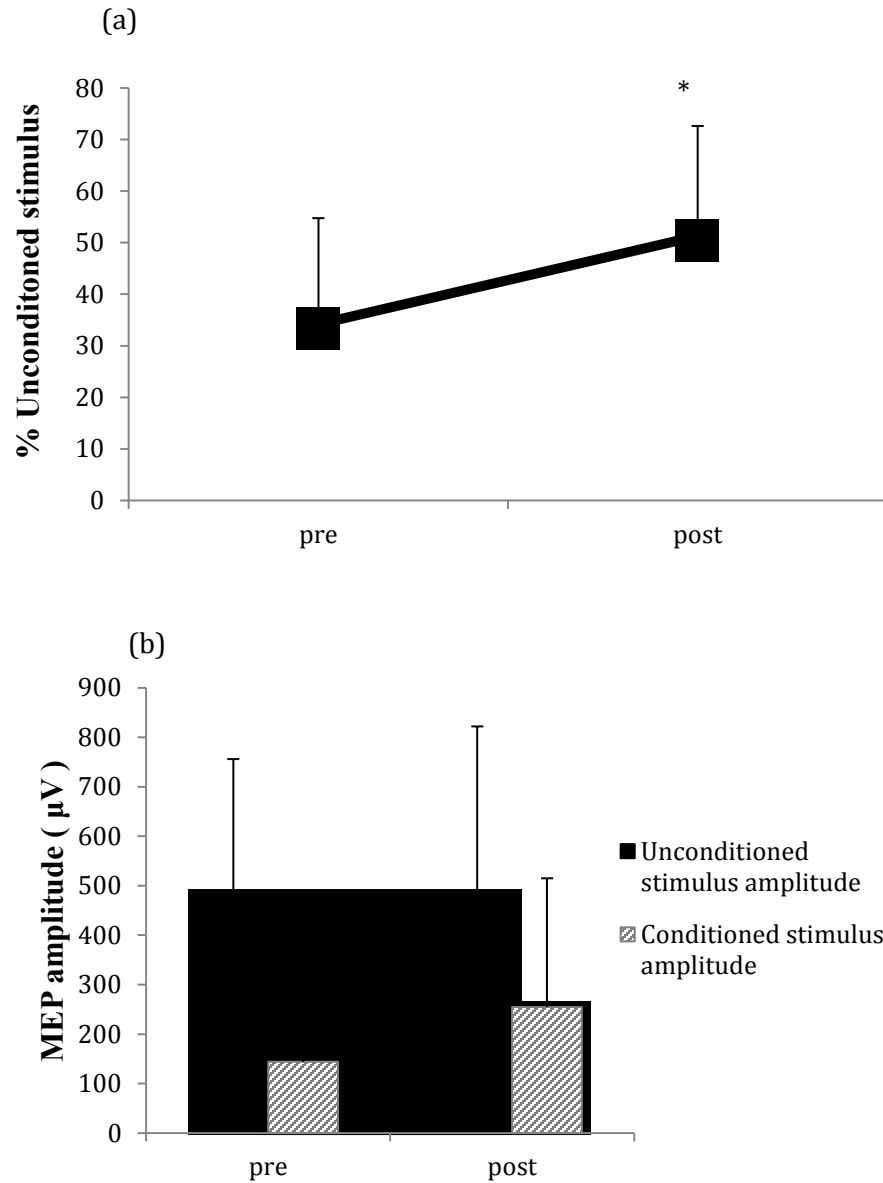 (a)
% Unconditoned stimulus
80
70
60
50
40
30
20
10
0
*
pre
post
(b)
MEP amplitude ( µV )
900
800
700
600
500
400
300
200
100
0
pre
post
Unconditioned
stimulus amplitude
Conditioned stimulus
amplitude